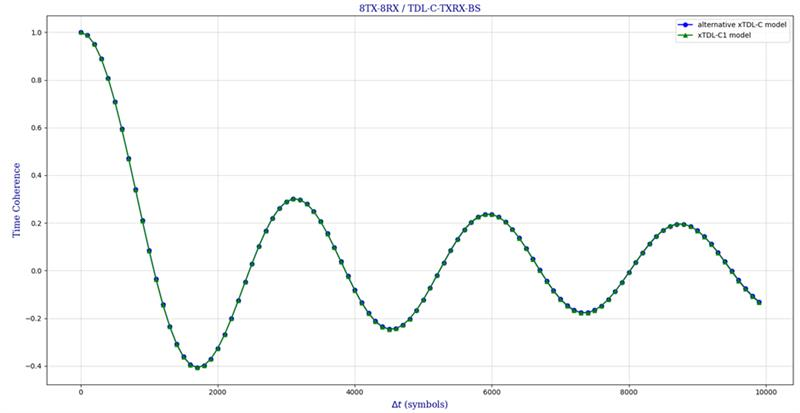 8TX-8RX / TDL-C-TXRX-BS
alternative xTDL-C model
xTDL-C1 model
1.0
0.8
0.6
0.4
0.2
0.0
−0.2
−0.4
Time Coherence
0 2000 4000 6000 8000 10000
Δt (symbols)